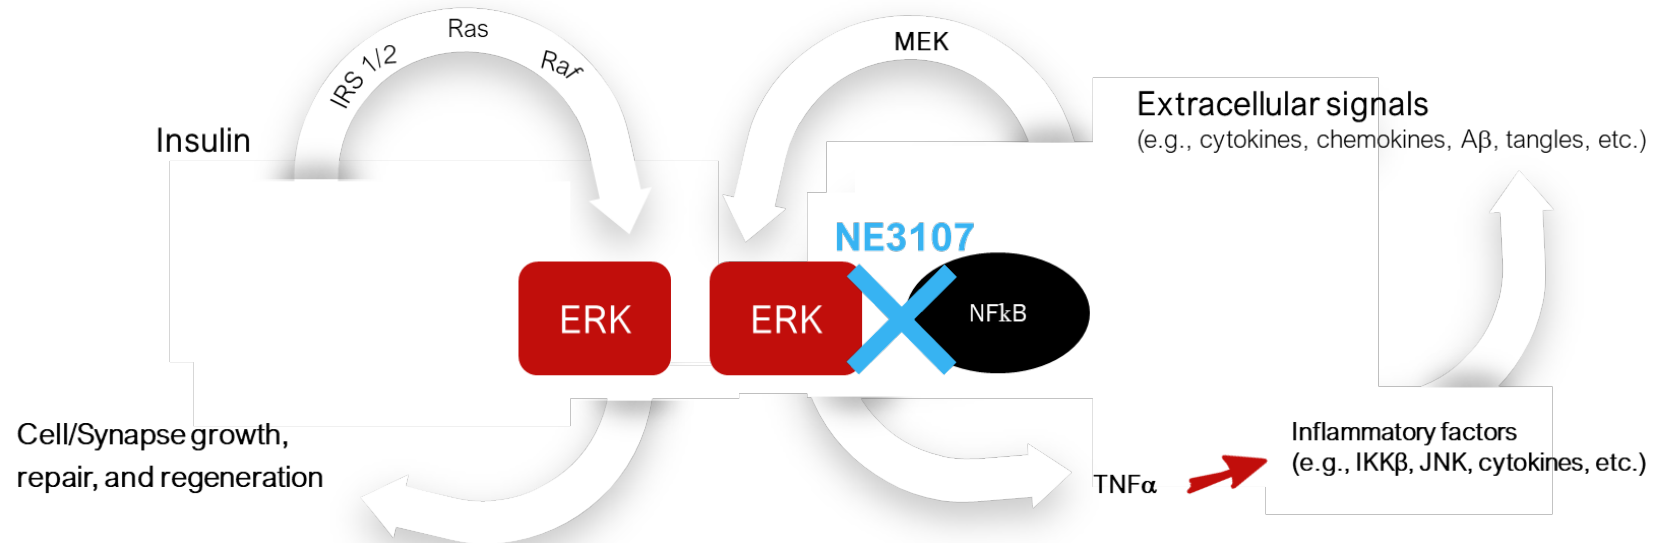 Ras
IRS 1/2
Raf
MEK
Insulin
Extracellular signals
(e.g., cytokines, chemokines, Aβ, tangles, etc.)
NE3107
ERK
ERK
NFkB
Cell/Synapse growth,
repair, and regeneration
TNFα
Inflammatory factors
(e.g., IKKβ, JNK, cytokines, etc.)